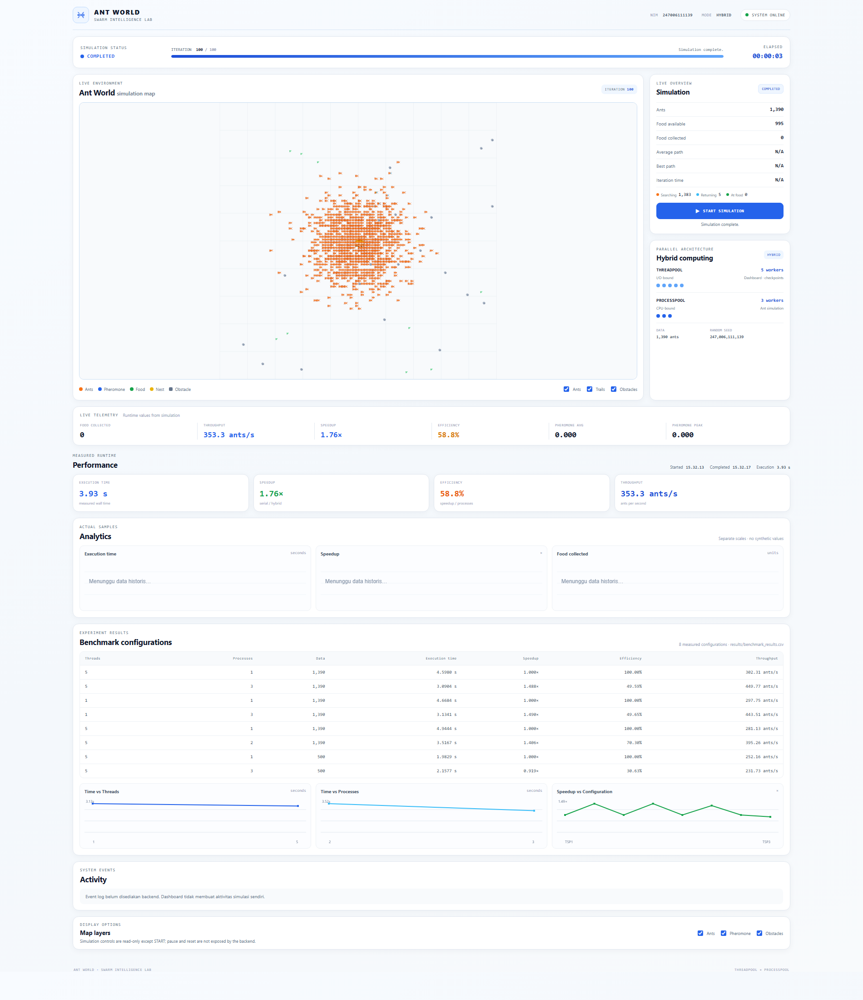 ANT WORLD
SWARM INTELLIGENCE LAB
NIM 247006111139 MODE HYBRID SYSTEM ONLINE
SIMULATION STATUS
COMPLETED
ITERATION 100 / 100
Simulation complete.
ELAPSED
00:00:03
LIVE ENVIRONMENT
Ant World simulation map
ITERATION 100
Ants Pheromone Food Nest Obstacle
Ants Trails Obstacles
LIVE OVERVIEW
Simulation
COMPLETED
Ants 1,390
Food available 995
Food collected 0
Average path N/A
Best path N/A
Iteration time N/A
Searching 1,383 Returning 5 At food 0
START SIMULATION
Simulation complete.
PARALLEL ARCHITECTURE
Hybrid computing
HYBRID
THREADPOOL 5 workers
I/O-bound Dashboard · checkpoints
PROCESSPOOL 3 workers
CPU-bound Ant simulation
DATA RANDOM SEED
1,390 ants 247,006,111,139
LIVE TELEMETRY Runtime values from simulation
FOOD COLLECTED THROUGHPUT SPEEDUP EFFICIENCY PHEROMONE AVG PHEROMONE PEAK
0 353.3 ants/s 1.76× 58.8% 0.000 0.000
MEASURED RUNTIME
Performance
Started 15.32.13 Completed 15.32.17 Execution 3.93 s
EXECUTION TIME SPEEDUP EFFICIENCY THROUGHPUT
3.93 s 1.76× 58.8% 353.3 ants/s
measured wall time serial / hybrid speedup / processes ants per second
ACTUAL SAMPLES
Analytics
Separate scales · no synthetic values
Execution time seconds
Menunggu data historis...
Speedup ×
Menunggu data historis...
Food collected units
Menunggu data historis...
EXPERIMENT RESULTS
Benchmark configurations
8 measured configurations · results/benchmark_results.csv
Threads Processes Data Execution time Speedup Efficiency Throughput
5 1 1,390 4.5980 s 1.000× 100.00% 302.31 ants/s
5 3 1,390 3.0904 s 1.488× 49.59% 449.77 ants/s
1 1 1,390 4.6684 s 1.000× 100.00% 297.75 ants/s
1 3 1,390 3.1341 s 1.490× 49.65% 443.51 ants/s
5 1 1,390 4.9444 s 1.000× 100.00% 281.13 ants/s
5 2 1,390 3.5167 s 1.406× 70.30% 395.26 ants/s
5 1 500 1.9829 s 1.000× 100.00% 252.16 ants/s
5 3 500 2.1577 s 0.919× 30.63% 231.73 ants/s
Time vs Threads seconds
3.13s
1 5
Time vs Processes seconds
3.52s
2 3
Speedup vs Configuration ×
1.49×
T5P1 T5P3
SYSTEM EVENTS
Activity
Event log belum disediakan backend. Dashboard tidak membuat aktivitas simulasi sendiri.
DISPLAY OPTIONS
Map layers
Simulation controls are read-only except START; pause and reset are not exposed by the backend.
Ants Pheromone Obstacles
ANT WORLD • SWARM INTELLIGENCE LAB
THREADPOOL × PROCESSPOOL